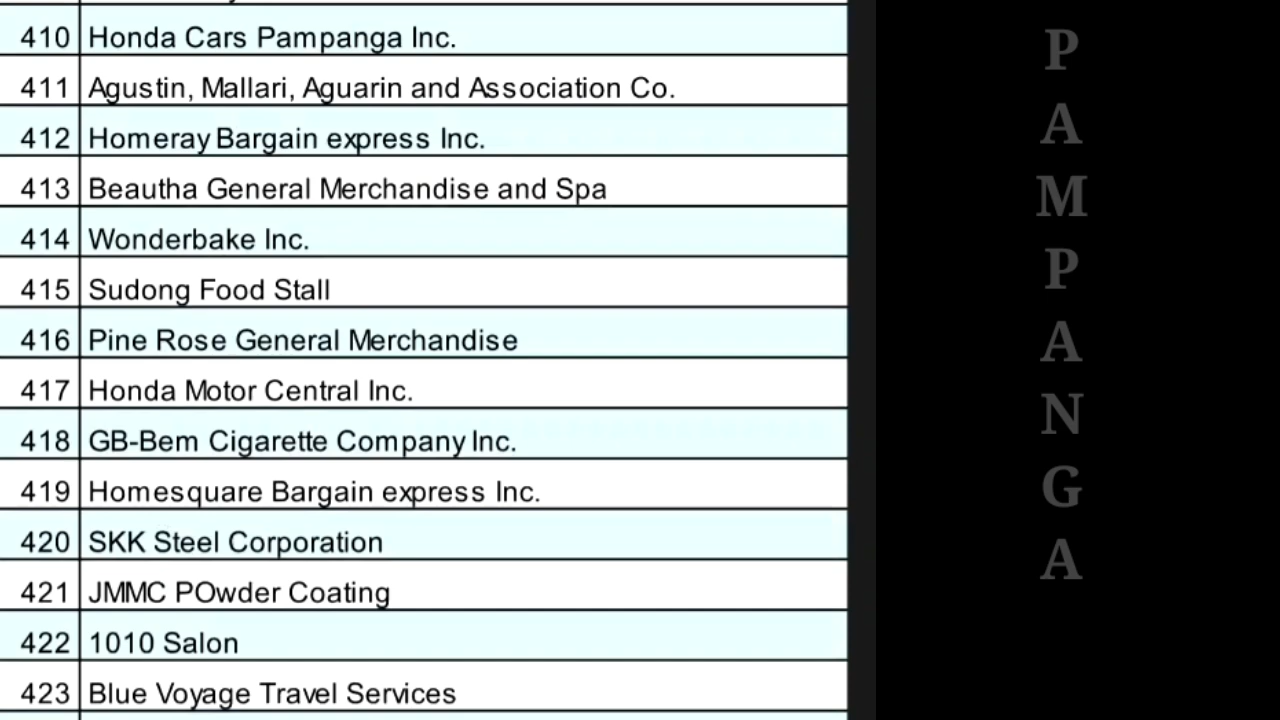 410 Honda Cars Pampanga Inc.
411 Agustin, Mallari, Aguarin and Association Co.
412 Homeray Bargain express Inc.
413 Beautha General Merchandise and Spa
414 Wonderbake Inc.
415 Sudong Food Stall
416 Pine Rose General Merchandise
417 Honda Motor Central Inc.
418 GB-Bem Cigarette Company Inc.
419 Homesquare Bargain express Inc.
420 SKK Steel Corporation
421 JMMC POwder Coating
422 1010 Salon
423 Blue Voyage Travel Services
P
A
M
P
A
N
G
A